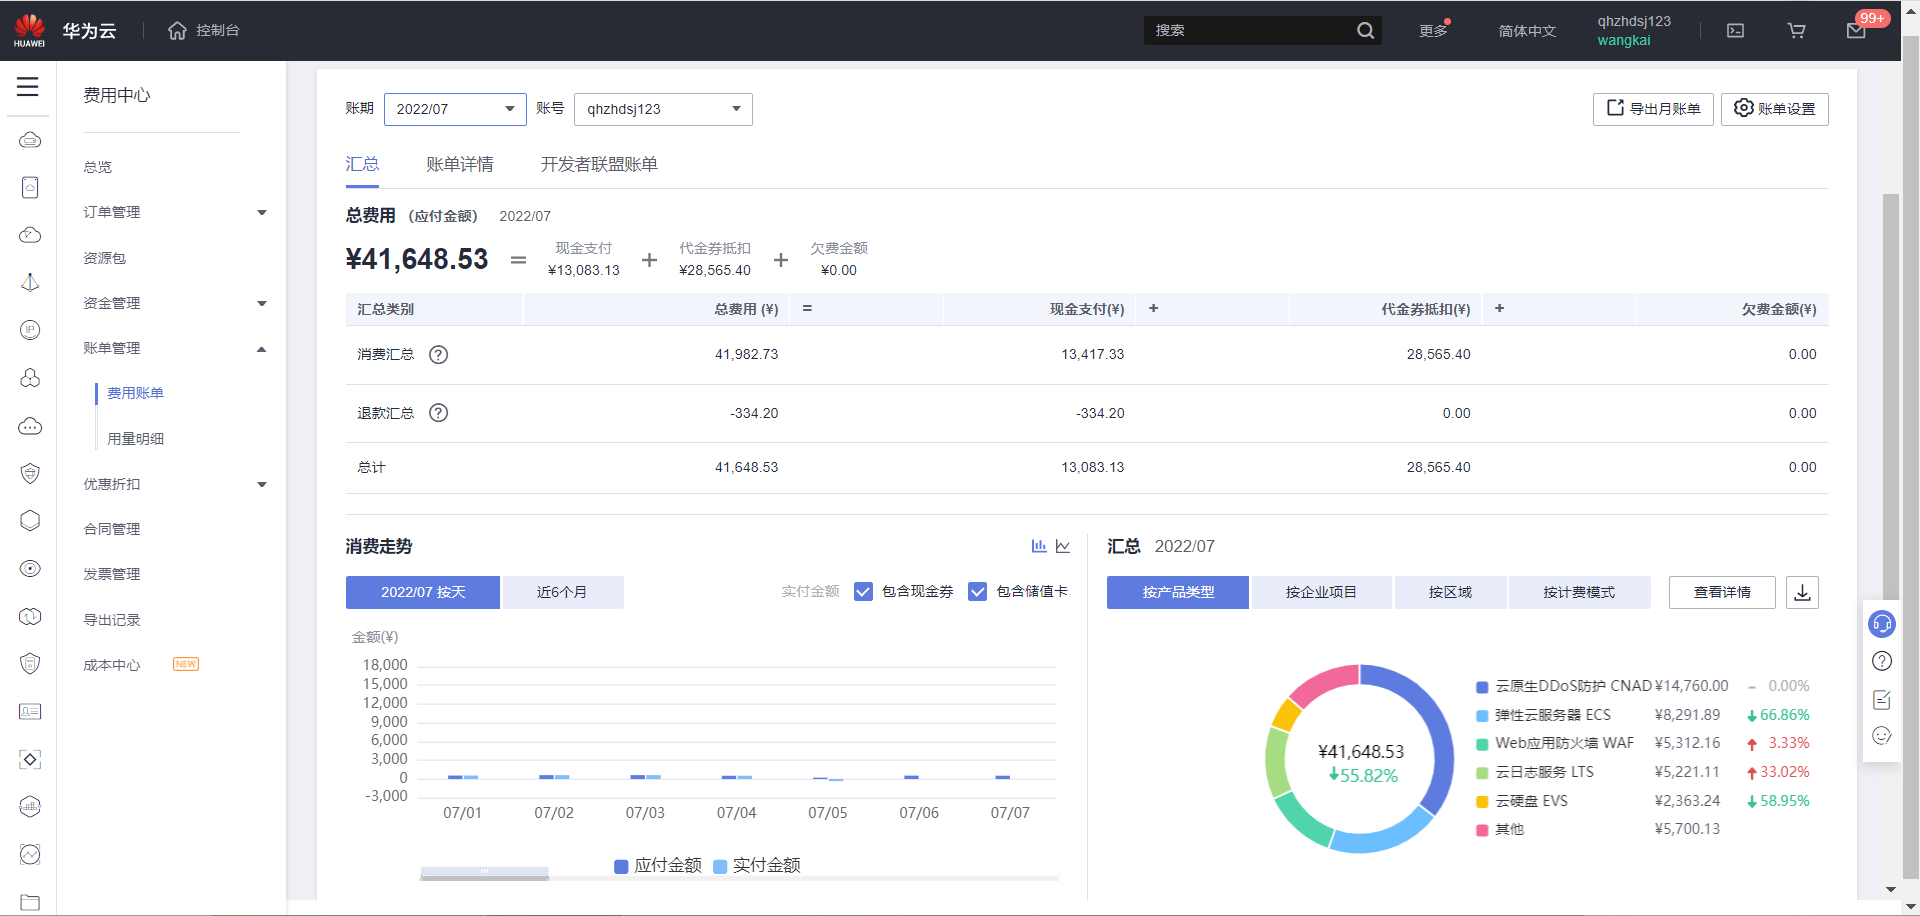 HUAWEI
华为云
控制台
搜索
更多
简体中文
qhzhdsj123
wangkai
99+
费用中心
总览
订单管理
资源包
资金管理
账单管理
费用账单
用量明细
优惠折扣
合同管理
发票管理
导出记录
成本中心 NEW
IP
账期 2022/07 账号 qhzhdsj123
导出月账单 账单设置
汇总 账单详情 开发者联盟账单
总费用 (应付金额) 2022/07
¥41,648.53 = 现金支付 ¥13,083.13 + 代金券抵扣 ¥28,565.40 + 欠费金额 ¥0.00
汇总类别 总费用 (¥) = 现金支付(¥) + 代金券抵扣(¥) + 欠费金额(¥)
消费汇总 ? 41,982.73 13,417.33 28,565.40 0.00
退款汇总 ? -334.20 -334.20 0.00 0.00
总计 41,648.53 13,083.13 28,565.40 0.00
消费走势
2022/07 按天 近6个月 实付金额 包含现金券 包含储值卡
金额(¥)
18,000
15,000
12,000
9,000
6,000
3,000
0
-3,000
07/01 07/02 07/03 07/04 07/05 07/06 07/07
应付金额 实付金额
汇总 2022/07
按产品类型 按企业项目 按区域 按计费模式 查看详情
¥41,648.53
55.82%
云原生DDoS防护 CNAD ¥14,760.00 – 0.00%
弹性云服务器 ECS ¥8,291.89 66.86%
Web应用防火墙 WAF ¥5,312.16 3.33%
云日志服务 LTS ¥5,221.11 33.02%
云硬盘 EVS ¥2,363.24 58.95%
其他 ¥5,700.13